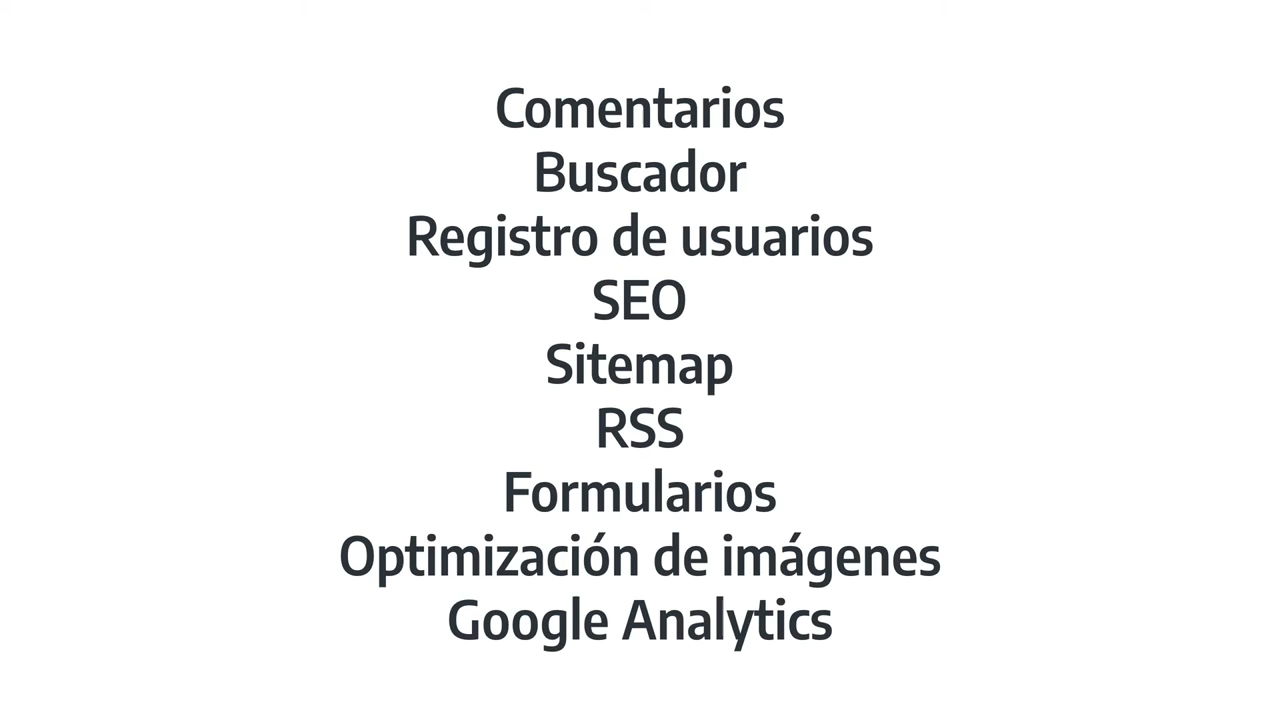 Comentarios
Buscador
Registro de usuarios
SEO
Sitemap
RSS
Formularios
Optimización de imágenes
Google Analytics